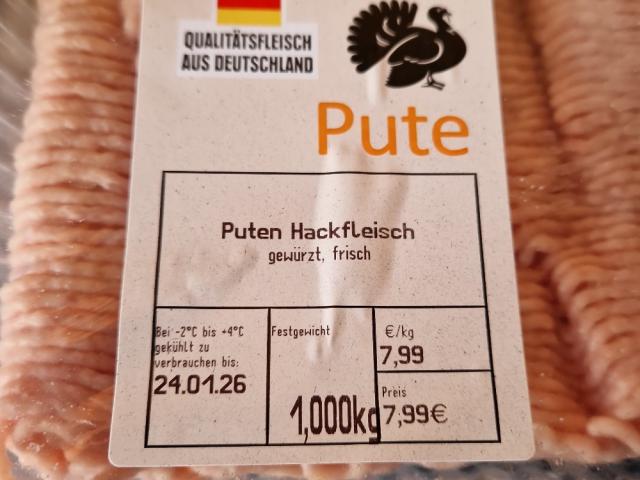 QUALITÄTSFLEISCH
AUS DEUTSCHLAND
Pute
Puten Hackfleisch
gewürzt, frisch
Bei -2°C bis +4°C
gekühlt zu
verbrauchen bis:
24.01.26
Festgewicht
1,000kg
€/kg
7,99
Preis
7,99€